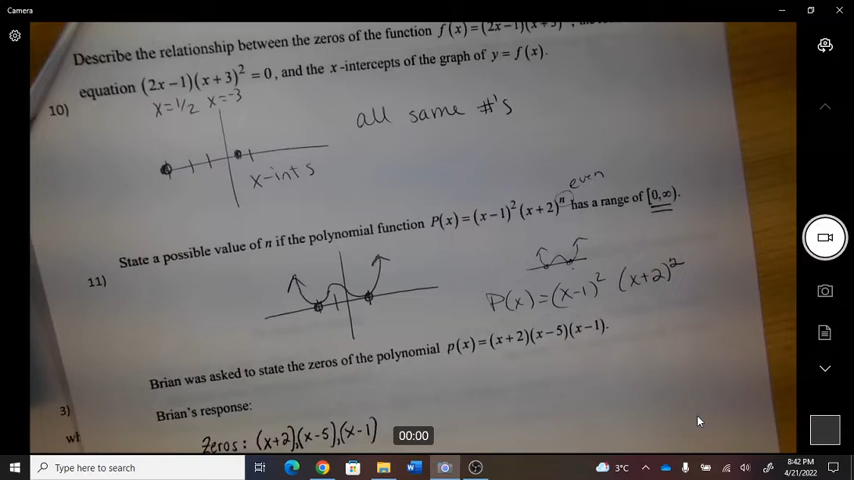 Camera
Describe the relationship between the zeros of the function f(x)=(2x−1)(x+3)
equation (2x−1)(x+3)² = 0, and the x-intercepts of the graph of y = f(x).
10)
x=1/2 x=-3
all same #'s
x-ints
even
State a possible value of n if the polynomial function P(x)=(x−1)²(x+2)ⁿ has a range of [0,∞).
11)
P(x)=(x-1)² (x+2)²
Brian was asked to state the zeros of the polynomial p(x)=(x+2)(x−5)(x−1).
3)
Brian's response:
wh
Zeros: (x+2),(x-5),(x-1)
00:00
Type here to search
3°C
8:42 PM
4/21/2022